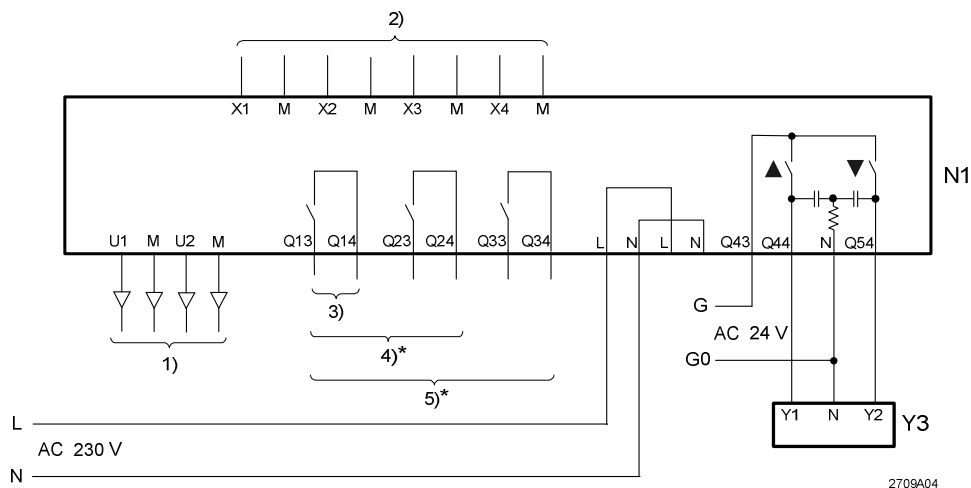 2)
X1 M X2 M X3 M X4 M
N1
U1 M U2 M Q13 Q14 Q23 Q24 Q33 Q34 L N L N Q43 Q44 N Q54
3)
G
AC 24 V
4)*
G0
1)
5)*
Y1 N Y2 Y3
L
AC 230 V
N
2709A04